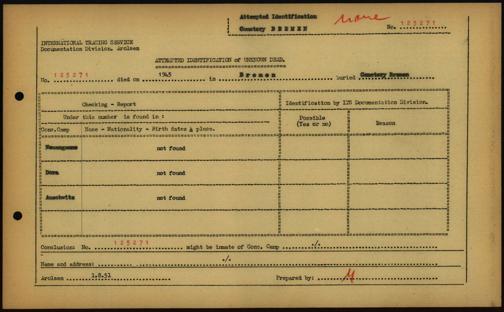 Attempted Identification
Cemetery BREMEN
None
No. 125271
INTERNATIONAL TRACING SERVICE
Documentation Division. Arolsen
ATTEMPTED IDENTIFICATION of UNKNOWN DEAD.
No. 125271 died on 1945 in Bremen buried Cemetery Bremen
Checking - Report
Identification by ITS Documentation Division.
Under this number is found in :
Possible
(Yes or no)
Reason
Conc.Camp
Name - Nationality - Birth dates & place.
Neuengamme not found
Dora not found
Auschwitz not found
Conclusion: No. 125271 might be inmate of Conc. Camp ./.
Name and address: ./.
Arolsen 1.8.51 Prepared by: